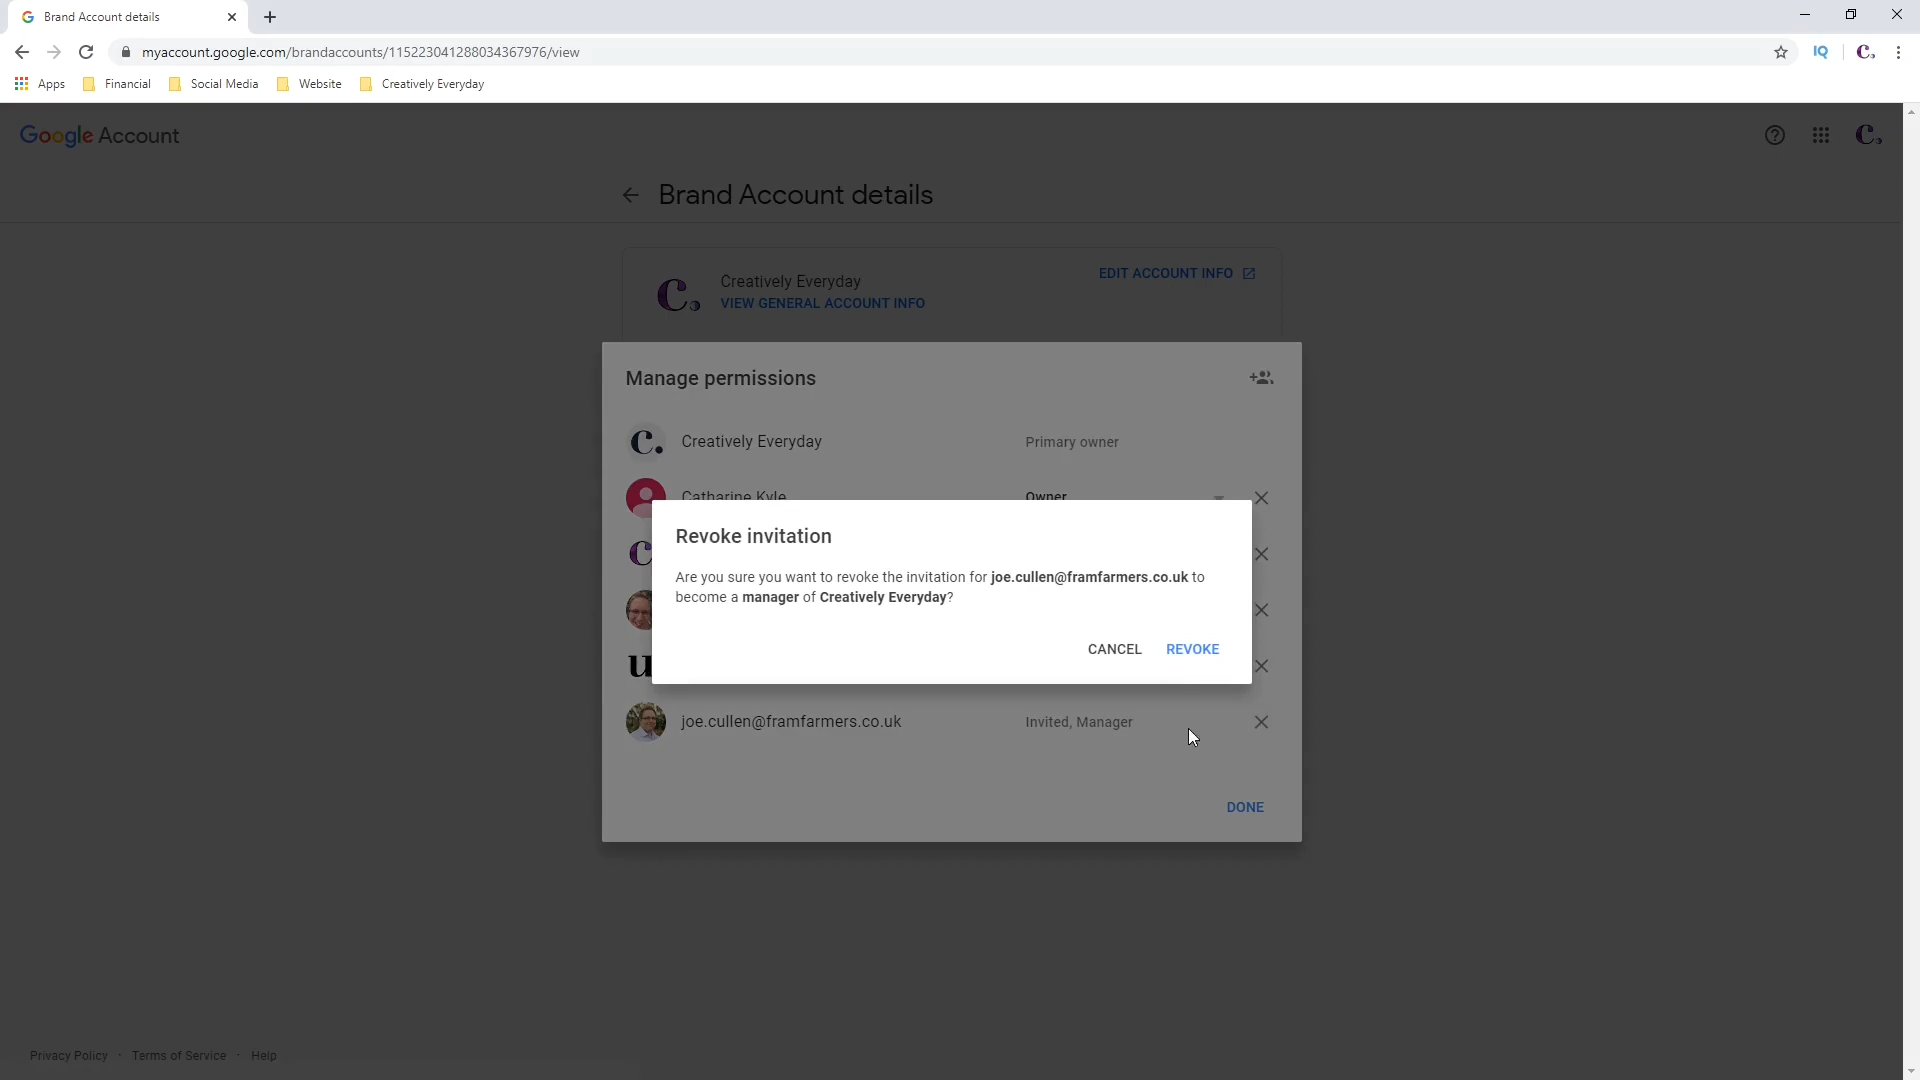 Brand Account details
myaccount.google.com/brandaccounts/115223041288034367976/view
IQ
C.
Apps
Financial
Social Media
Website
Creatively Everyday
Google Account
C.
Brand Account details
C.
Creatively Everyday
VIEW GENERAL ACCOUNT INFO
EDIT ACCOUNT INFO
Manage permissions
c.
Creatively Everyday
Primary owner
Catharine Kyle
Owner
Revoke invitation
Are you sure you want to revoke the invitation for joe.cullen@framfarmers.co.uk to
become a manager of Creatively Everyday?
CANCEL
REVOKE
joe.cullen@framfarmers.co.uk
Invited, Manager
DONE
Privacy Policy · Terms of Service · Help